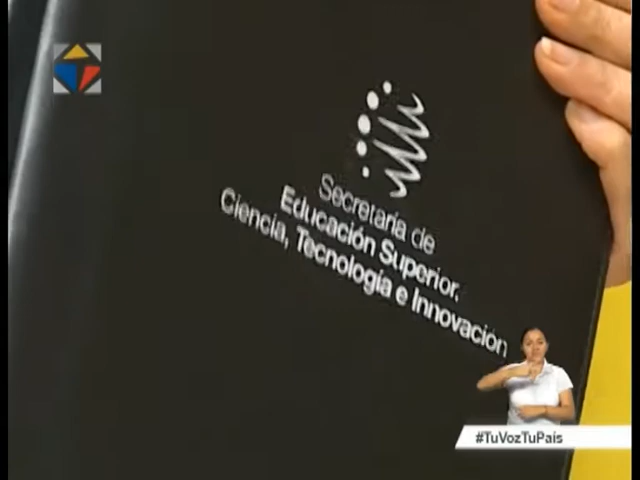 Secretaría de
Educación Superior,
Ciencia, Tecnología e Innovación
#TuVozTuPaís